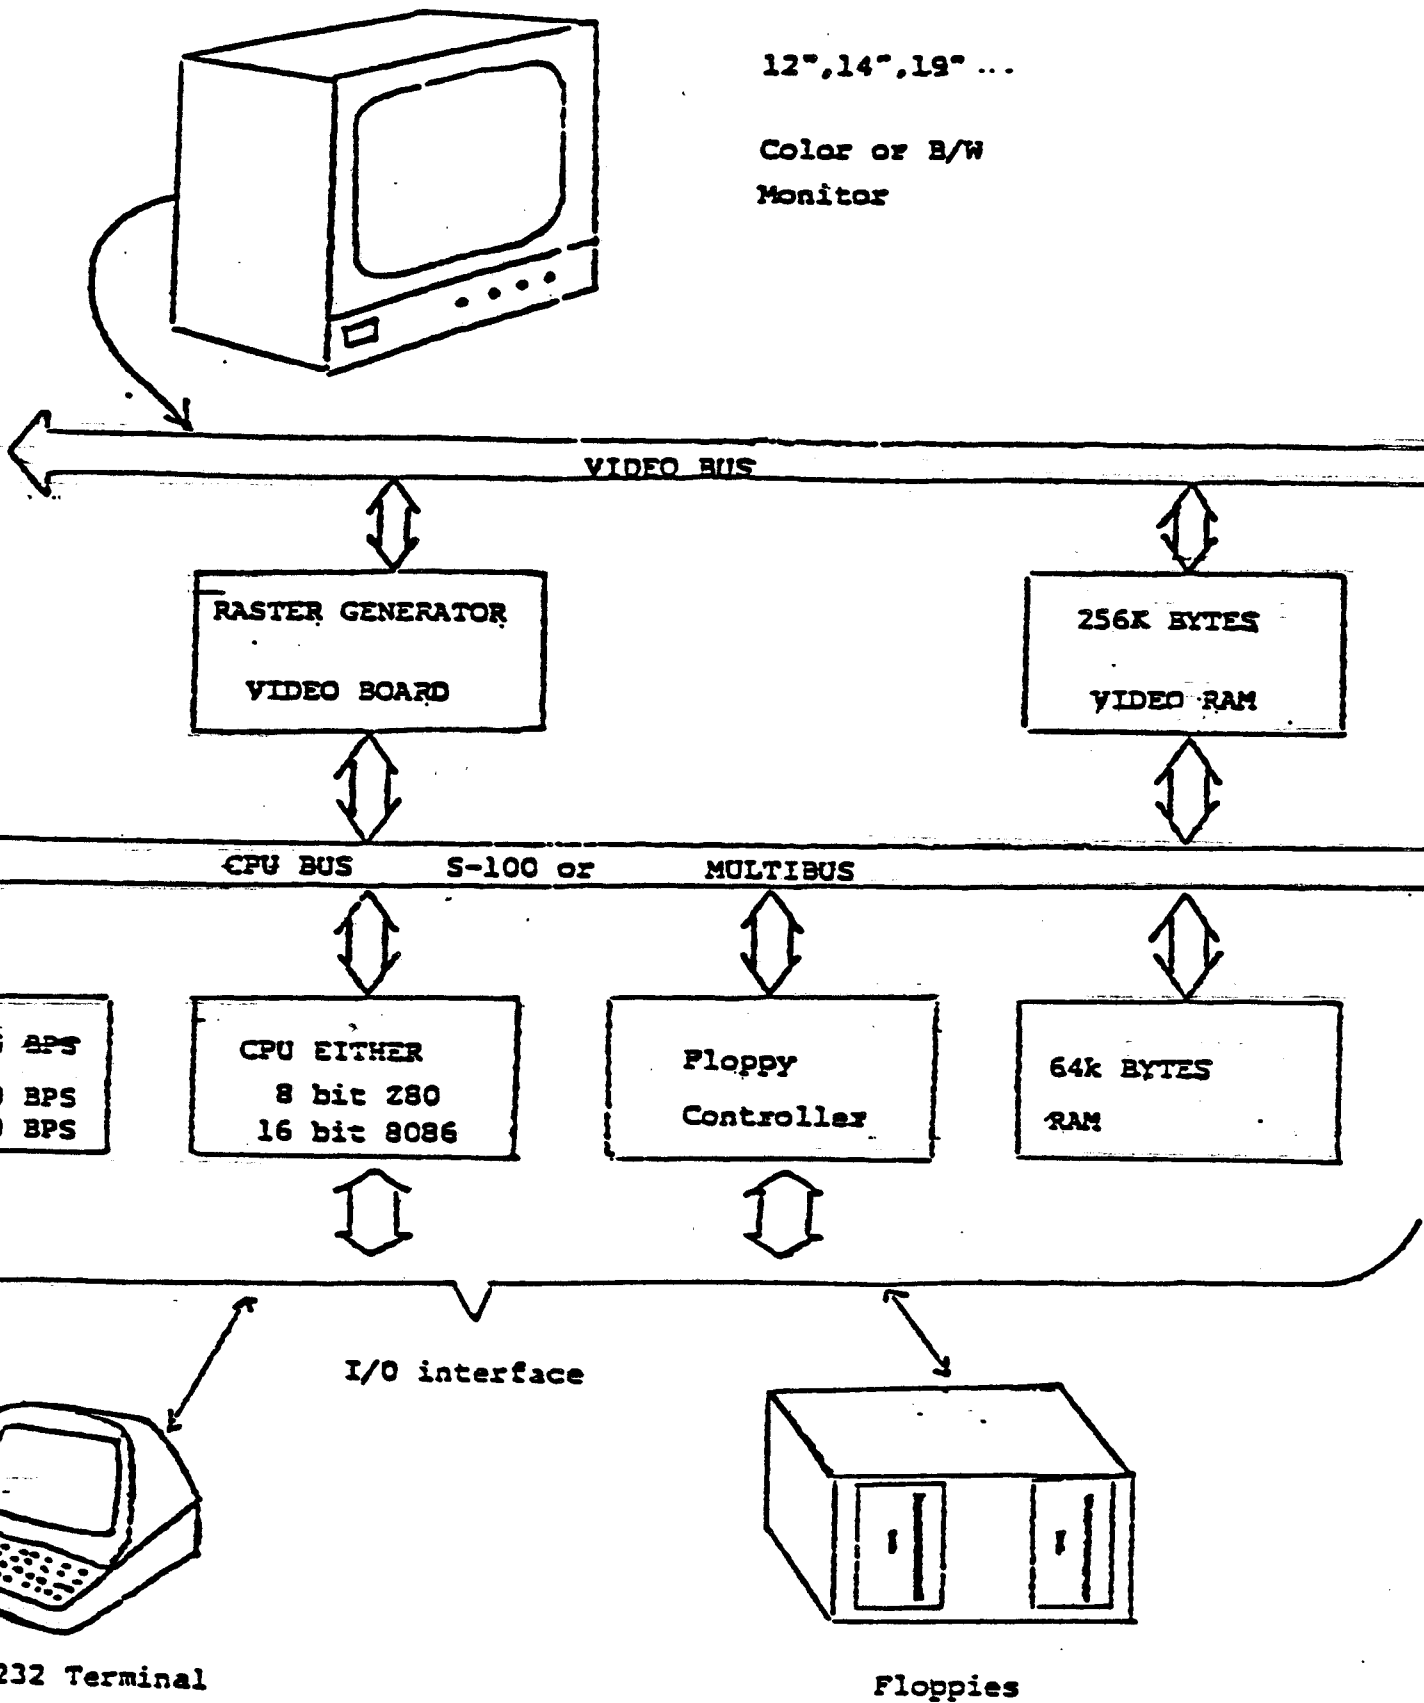 12",14",19"...
Color or B/W
Monitor
VIDEO BUS
RASTER GENERATOR
VIDEO BOARD
256K BYTES
VIDEO RAM
CPU BUS S-100 or MULTIBUS
BPS
BPS
BPS
CPU EITHER
8 bit Z80
16 bit 8086
Floppy
Controller
64k BYTES
RAM
I/O interface
232 Terminal
Floppies